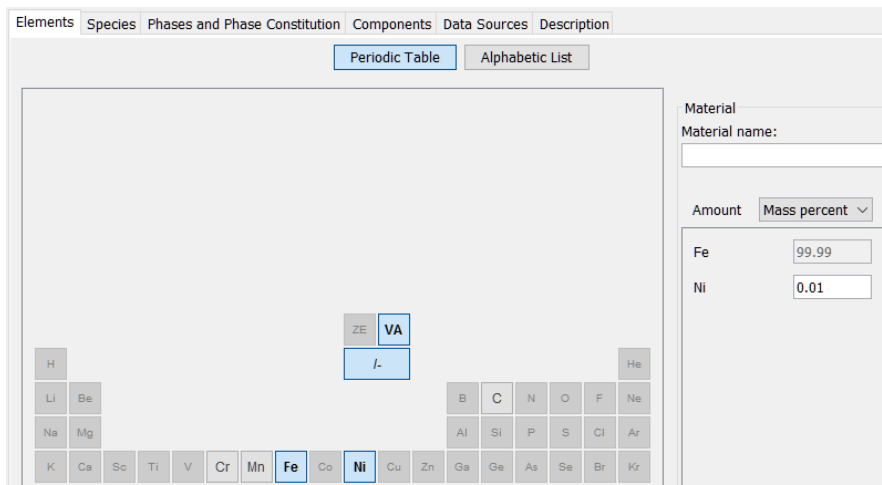 Elements Species Phases and Phase Constitution Components Data Sources Description
Periodic Table Alphabetic List
Material
Material name:
Amount Mass percent
Fe 99.99
Ni 0.01
ZE VA
/-
H He
Li Be B C N O F Ne
Na Mg Al Si P S Cl Ar
K Ca Sc Ti V Cr Mn Fe Co Ni Cu Zn Ga Ge As Se Br Kr